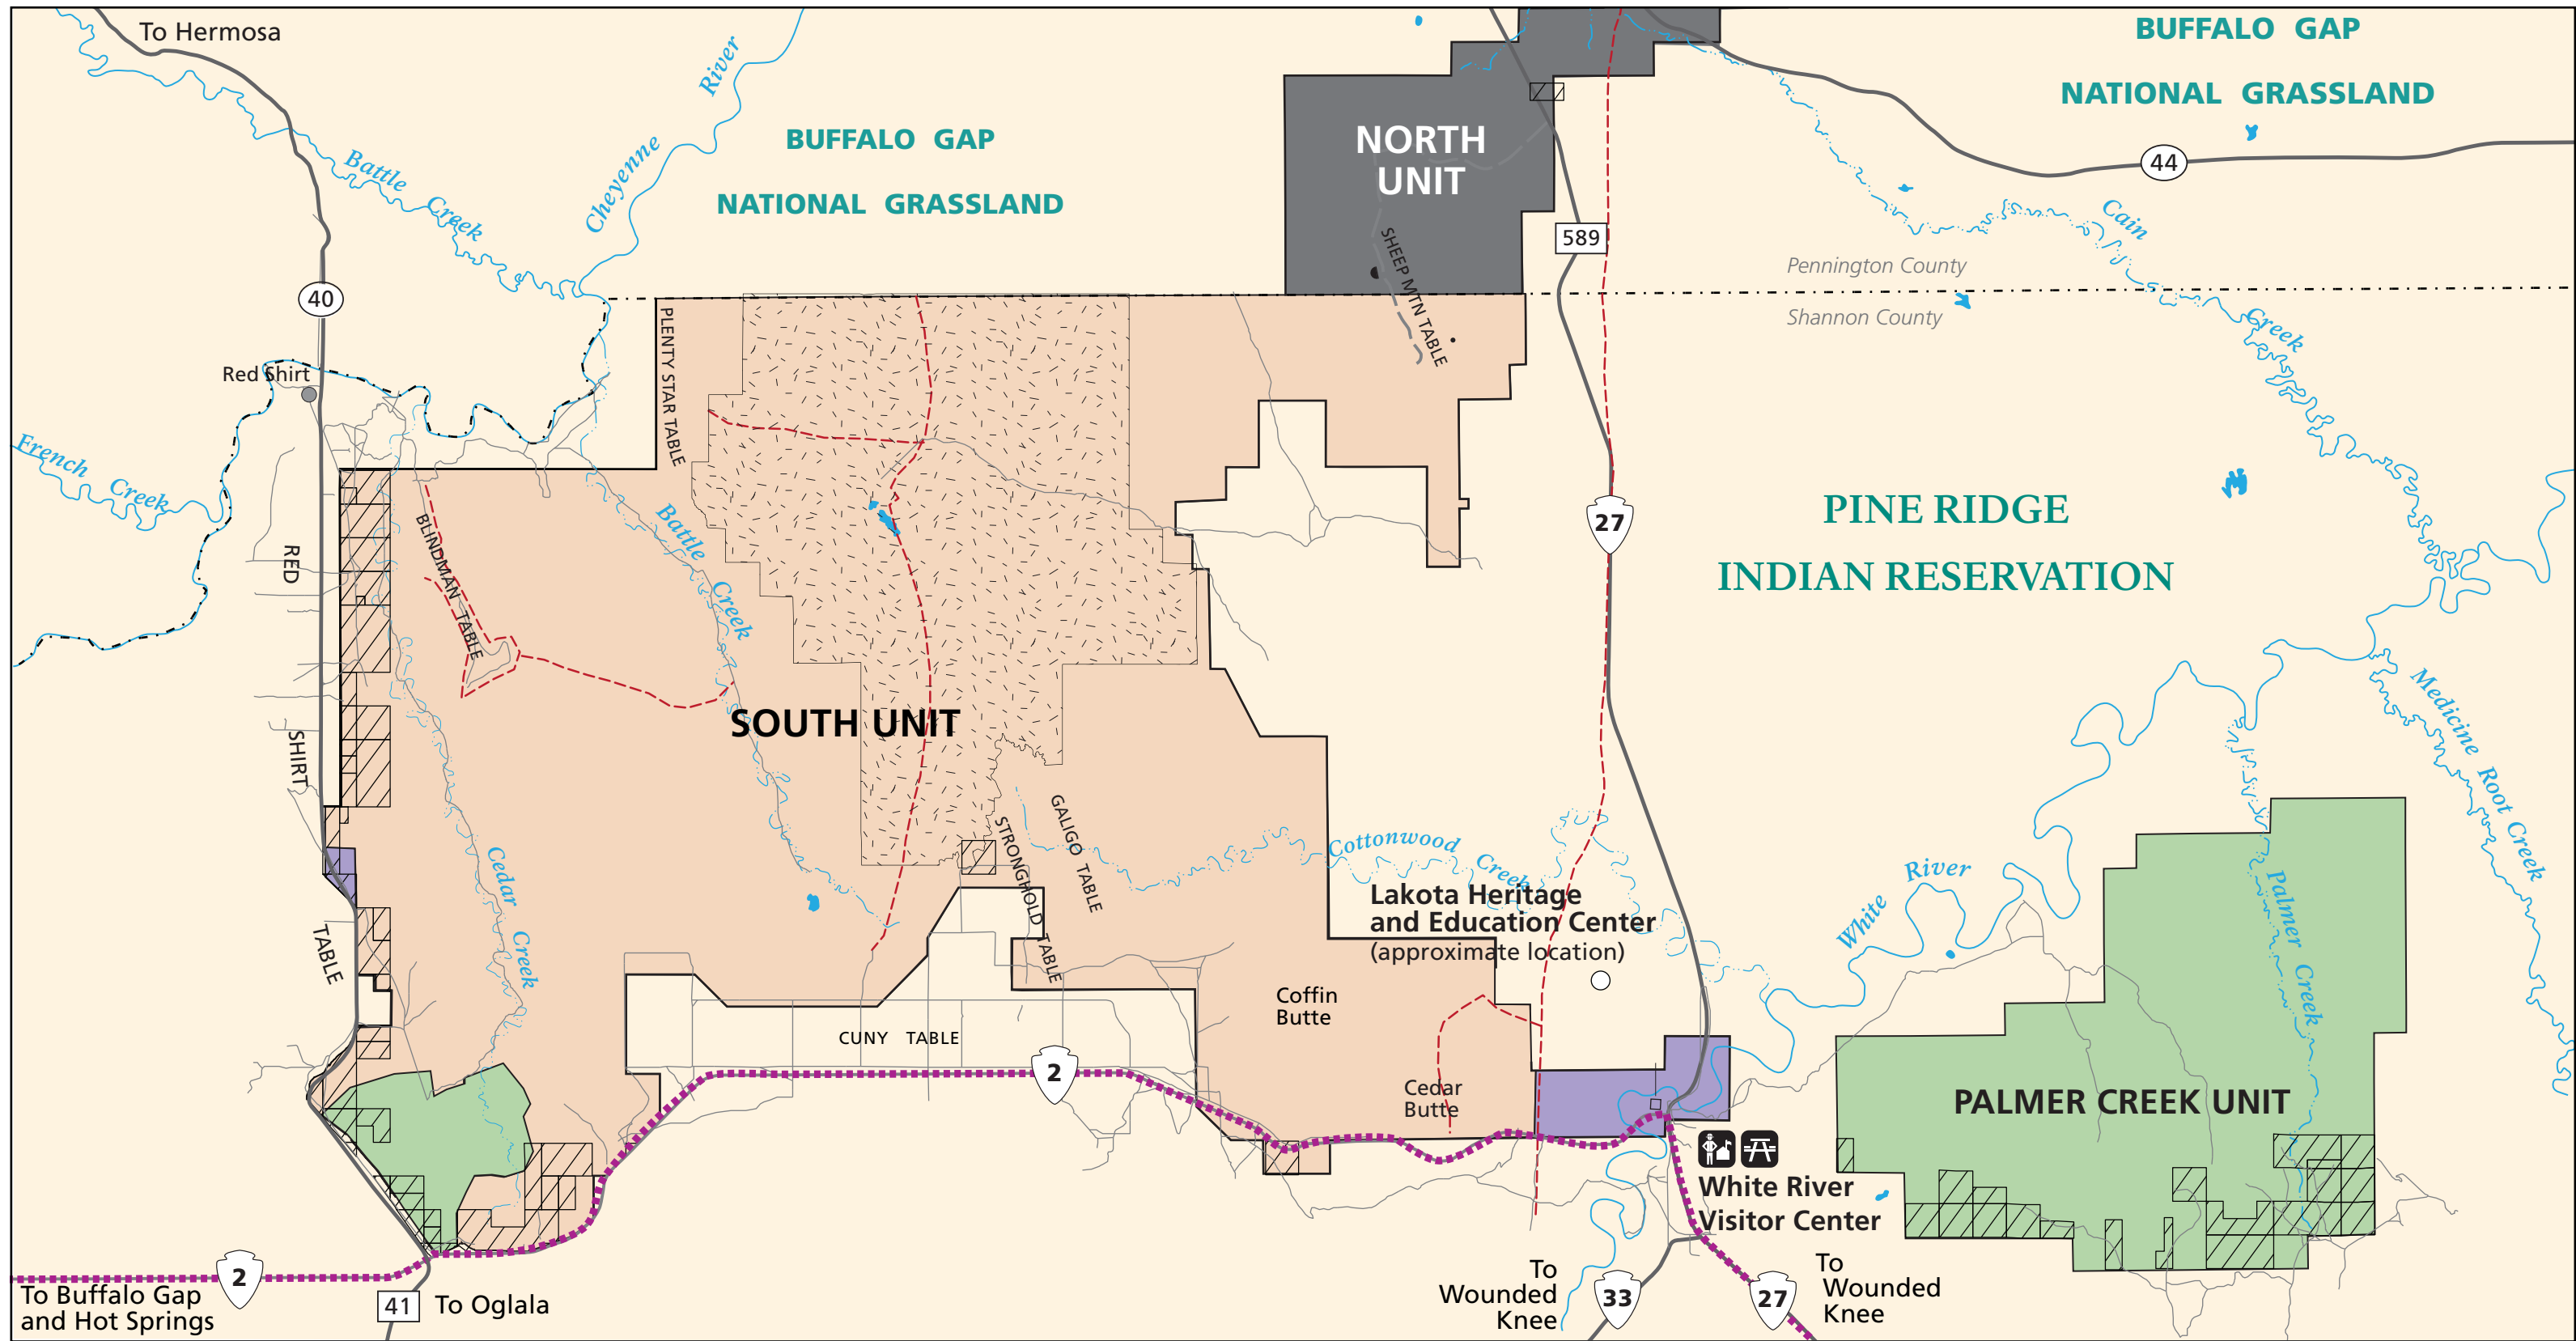 To Hermosa
BUFFALO GAP
NATIONAL GRASSLAND
BUFFALO GAP
NATIONAL GRASSLAND
Cheyenne River
Battle Creek
NORTH
UNIT
44
589
Cain Creek
Pennington County
Shannon County
SHEEP MTN TABLE
40
Red Shirt
French Creek
PLENTY STAR TABLE
RED SHIRT TABLE
BLINDMAN TABLE
Battle Creek
27
PINE RIDGE
INDIAN RESERVATION
SOUTH UNIT
Medicine Root Creek
GALIGO TABLE
STRONGHOLD TABLE
Cedar Creek
Cottonwood Creek
Lakota Heritage
and Education Center
(approximate location)
White River
Palmer Creek
Coffin
Butte
CUNY TABLE
2
Cedar
Butte
PALMER CREEK UNIT
White River
Visitor Center
2
To Buffalo Gap
and Hot Springs
41
To Oglala
To
Wounded
Knee
33
27
To
Wounded
Knee